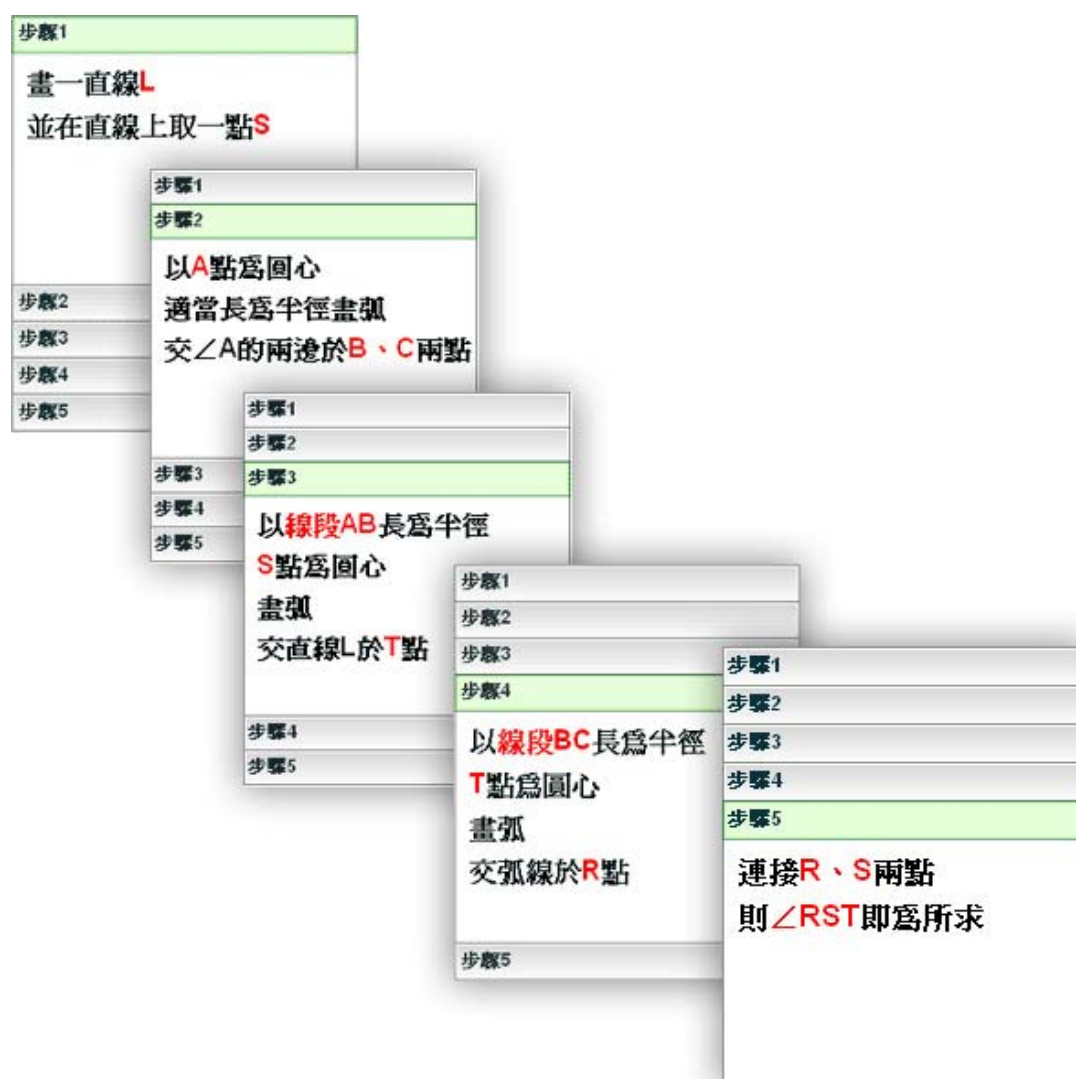 步驟1
畫一直線L
並在直線上取一點S
步驟2
步驟3
步驟4
步驟5
步驟1
步驟2
以A點為圓心
適當長為半徑畫弧
交∠A的兩邊於B、C兩點
步驟3
步驟4
步驟5
步驟1
步驟2
步驟3
以線段AB長為半徑
S點為圓心
畫弧
交直線L於T點
步驟4
步驟5
步驟1
步驟2
步驟3
步驟4
以線段BC長為半徑
T點為圓心
畫弧
交弧線於R點
步驟5
步驟1
步驟2
步驟3
步驟4
步驟5
連接R、S兩點
則∠RST即為所求